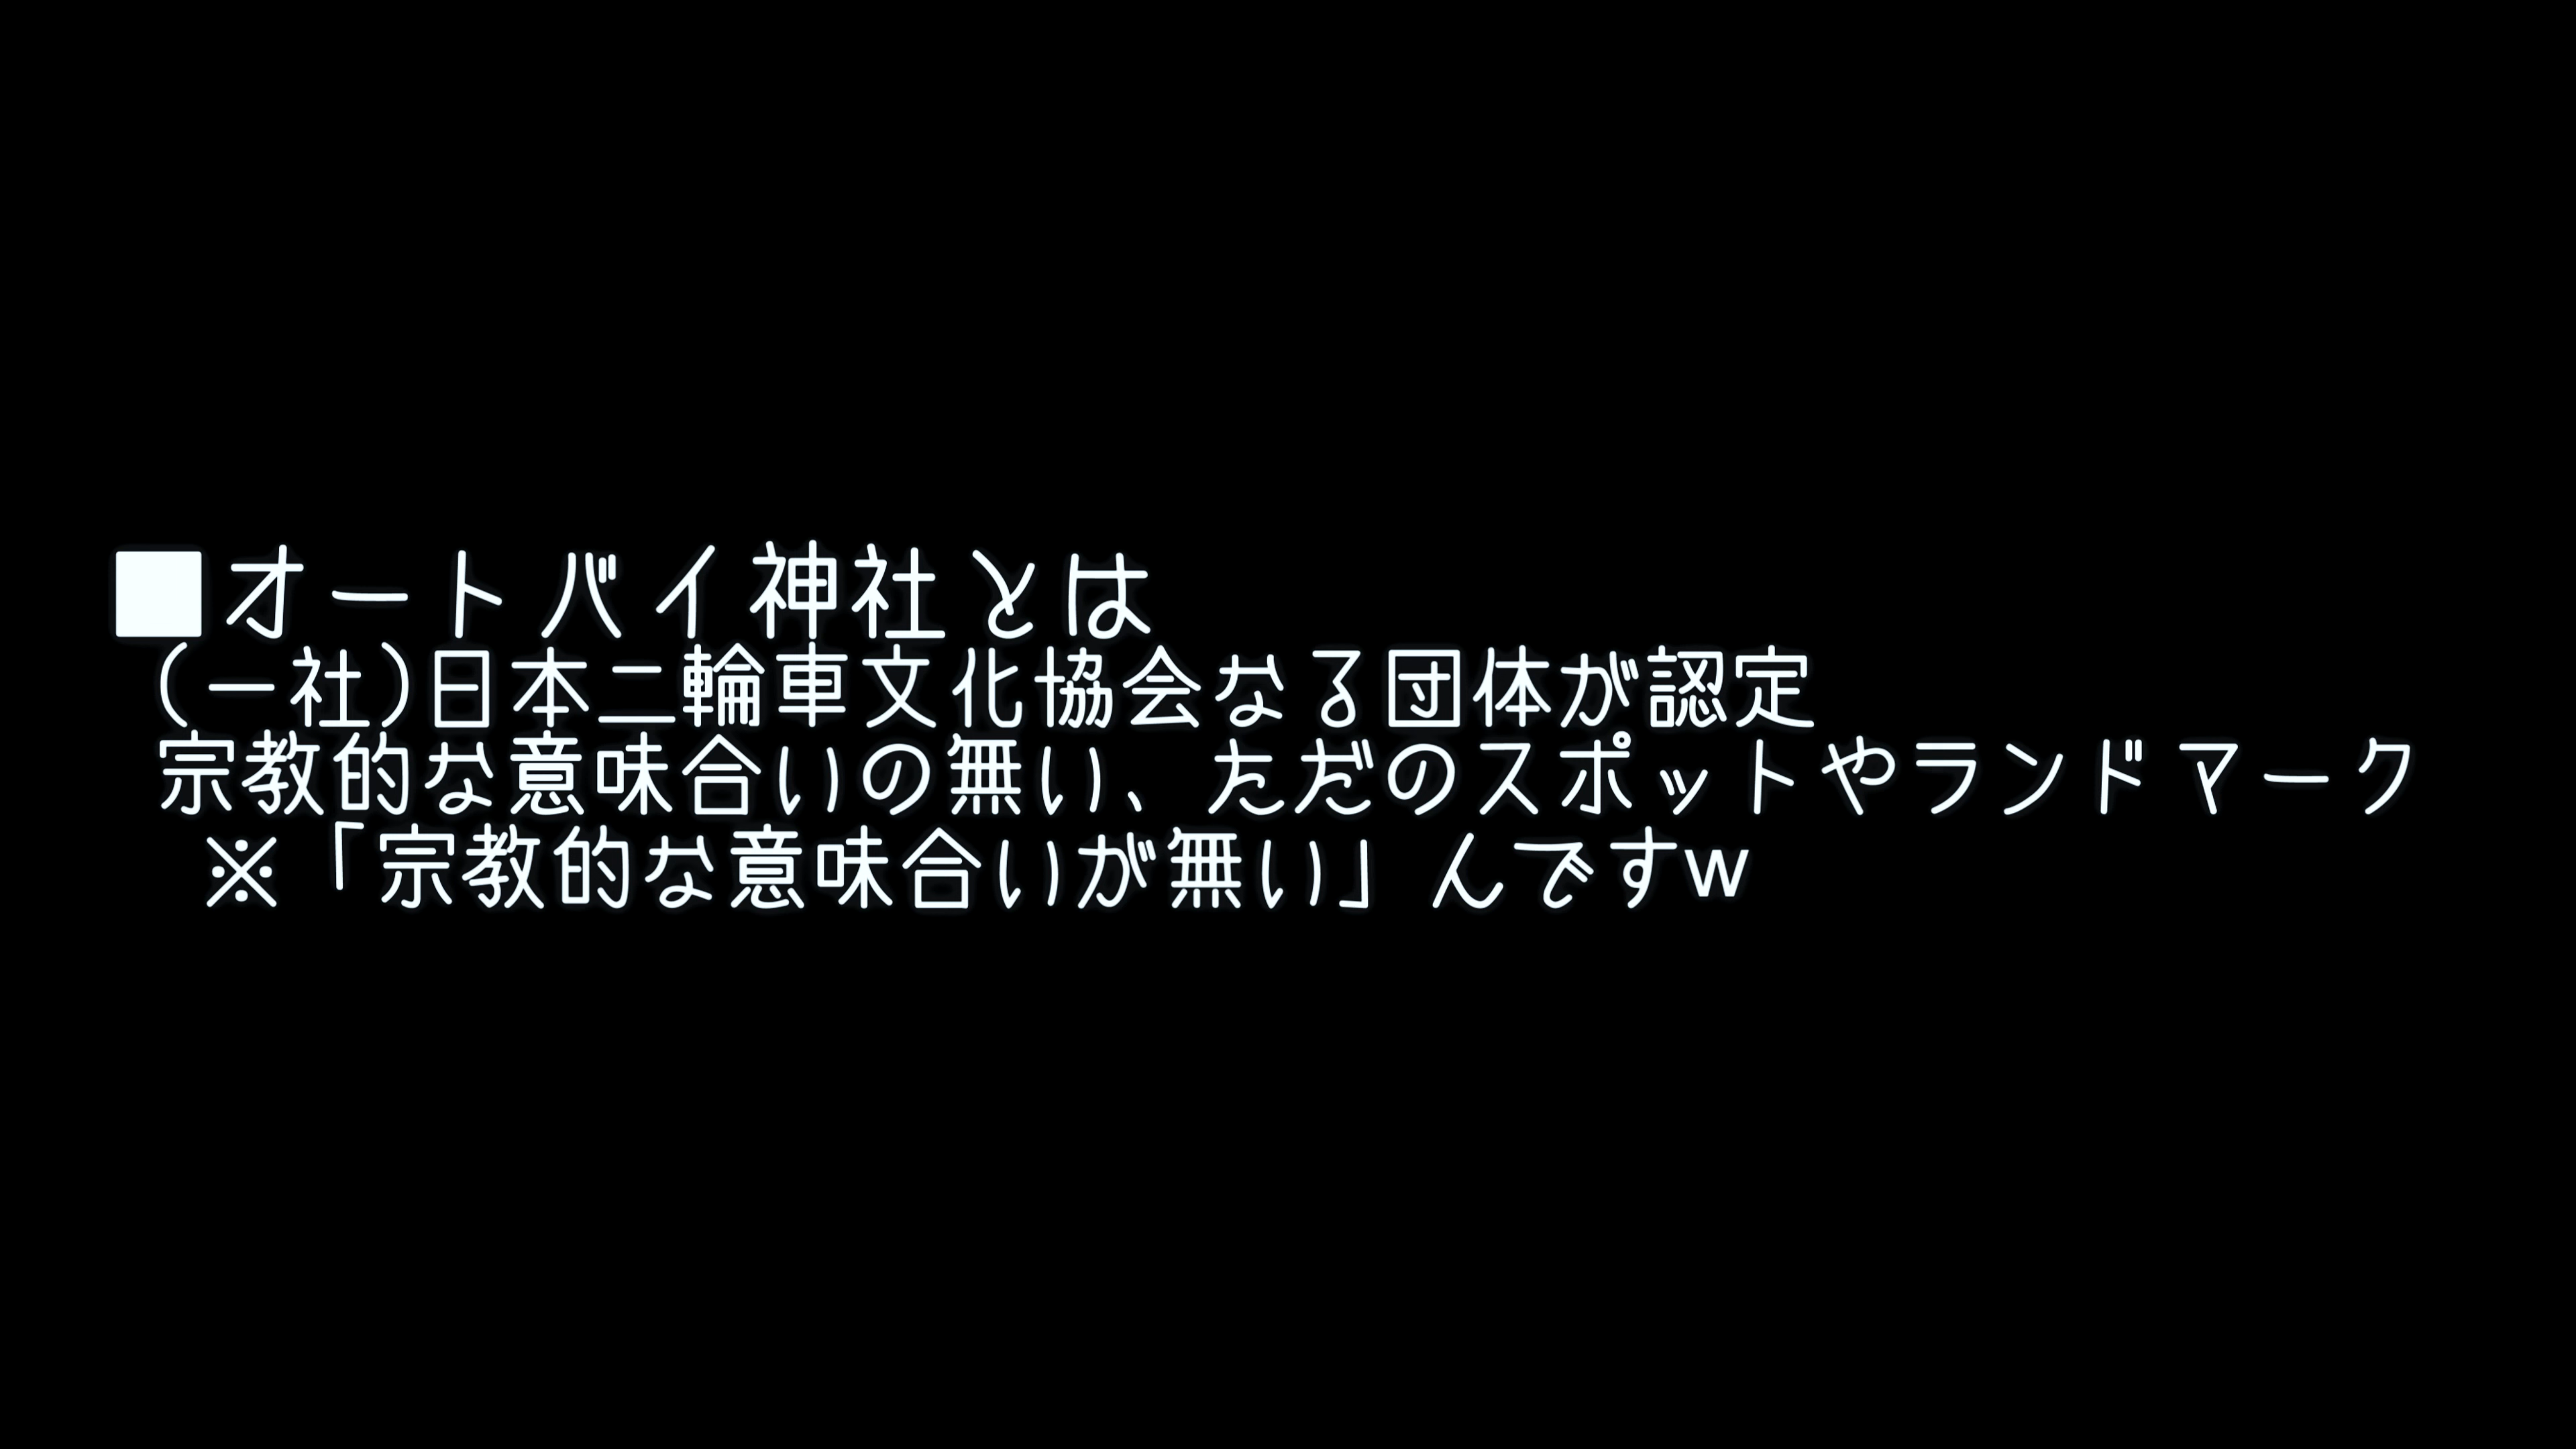 ■オートバイ神社とは
(一社)日本二輪車文化協会なる団体が認定
宗教的な意味合いの無い、ただのスポットやランドマーク
※「宗教的な意味合いが無い」んですw